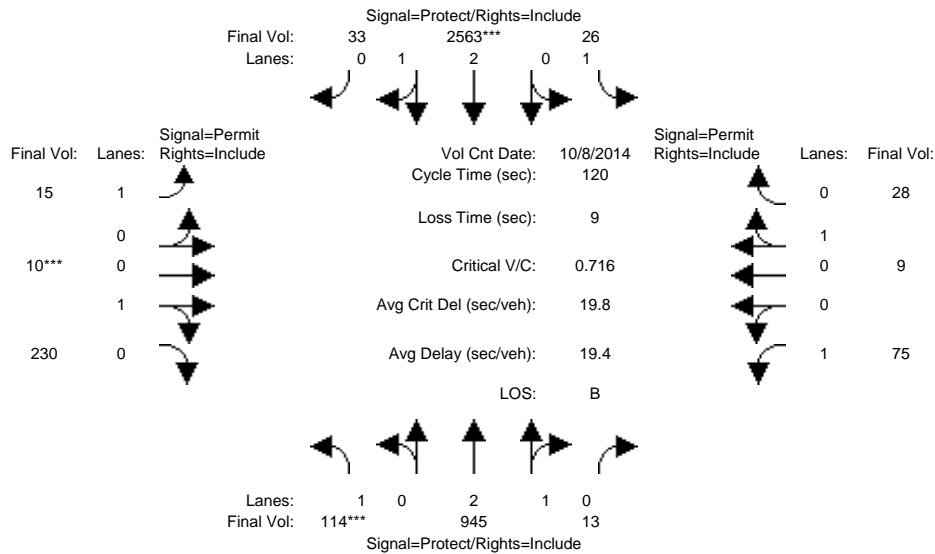 Signal=Protect/Rights=Include
Final Vol: 33 2563*** 26
Lanes: 0 1 2 0 1
Signal=Permit Signal=Permit
Final Vol: Lanes: Rights=Include Vol Cnt Date: 10/8/2014 Rights=Include Lanes: Final Vol:
Cycle Time (sec): 120
15 1 0 28
Loss Time (sec): 9
0 1
10*** 0 Critical V/C: 0.716 0 9
1 Avg Crit Del (sec/veh): 19.8 0
230 0 Avg Delay (sec/veh): 19.4 1 75
LOS: B
Lanes: 1 0 2 1 0
Final Vol: 114*** 945 13
Signal=Protect/Rights=Include